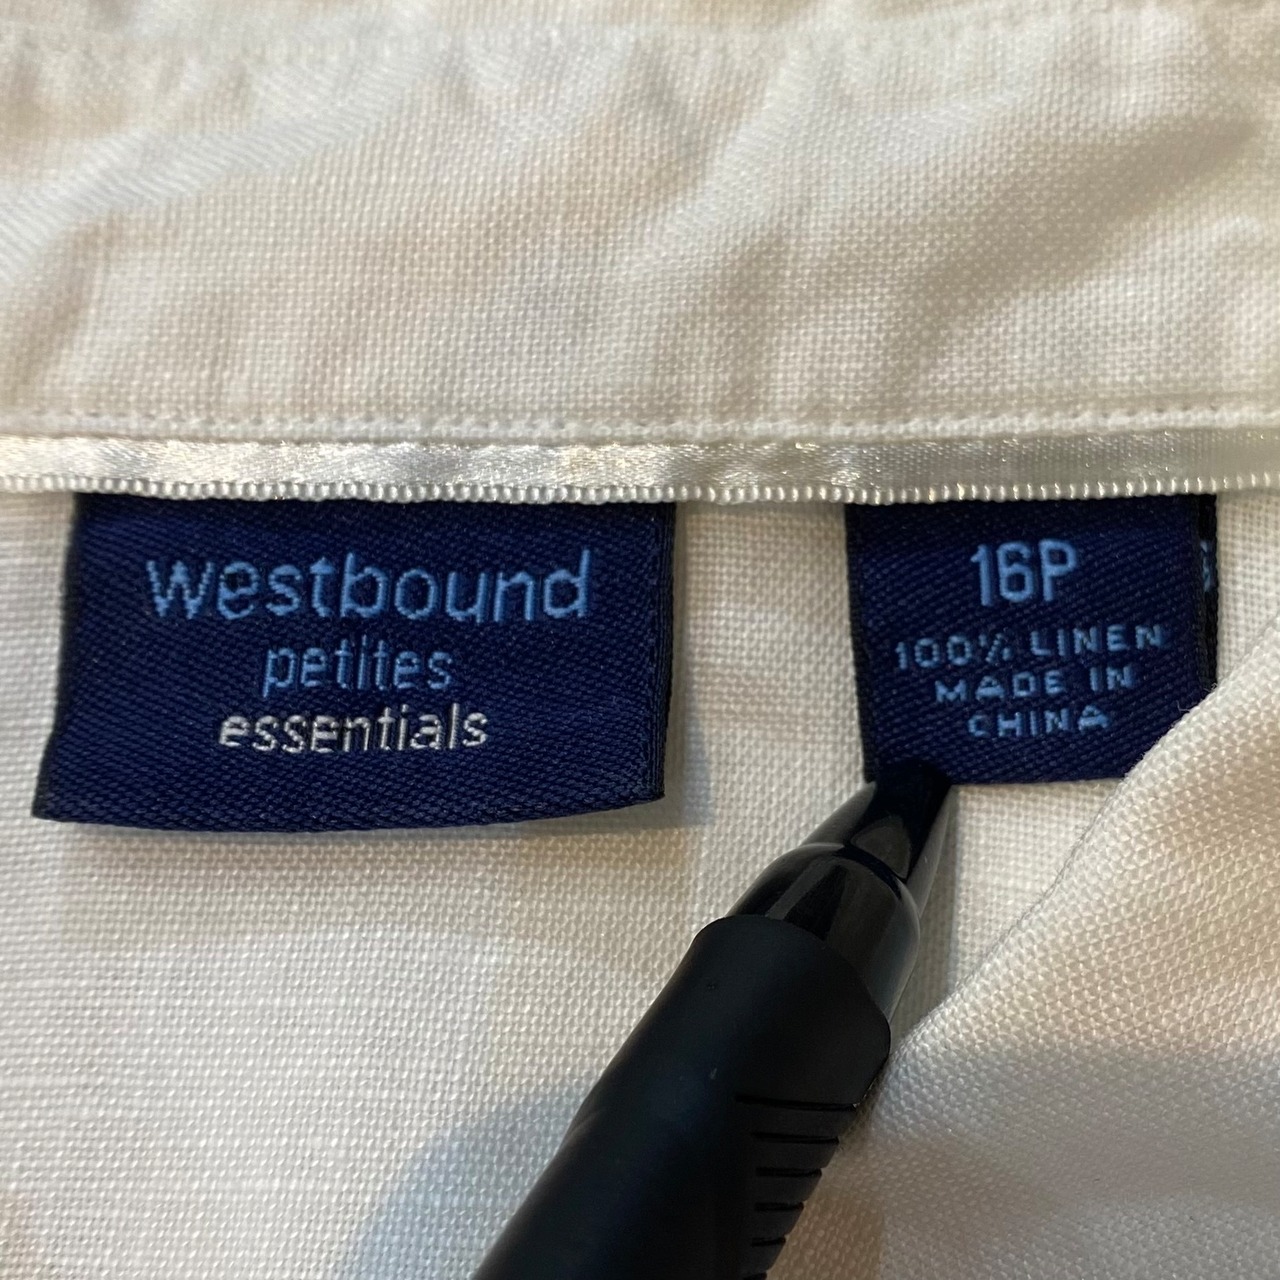 westbound
petites
essentials
16P
100% LINEN
MADE IN
CHINA